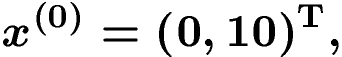 x^{(0)} = (0, 10)^T,